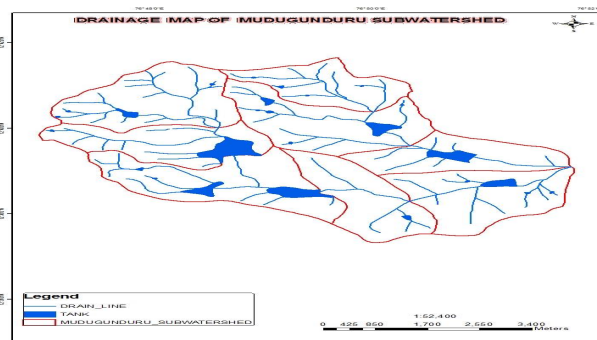 DRAINAGE MAP OF MUDUGUNDURU SUBWATERSHED
Legend
DRAIN_LINE
TANK
MUDUGUNDURU_SUBWATERSHED
1:52,400
0 425 850 1,700 2,550 3,400
Meters